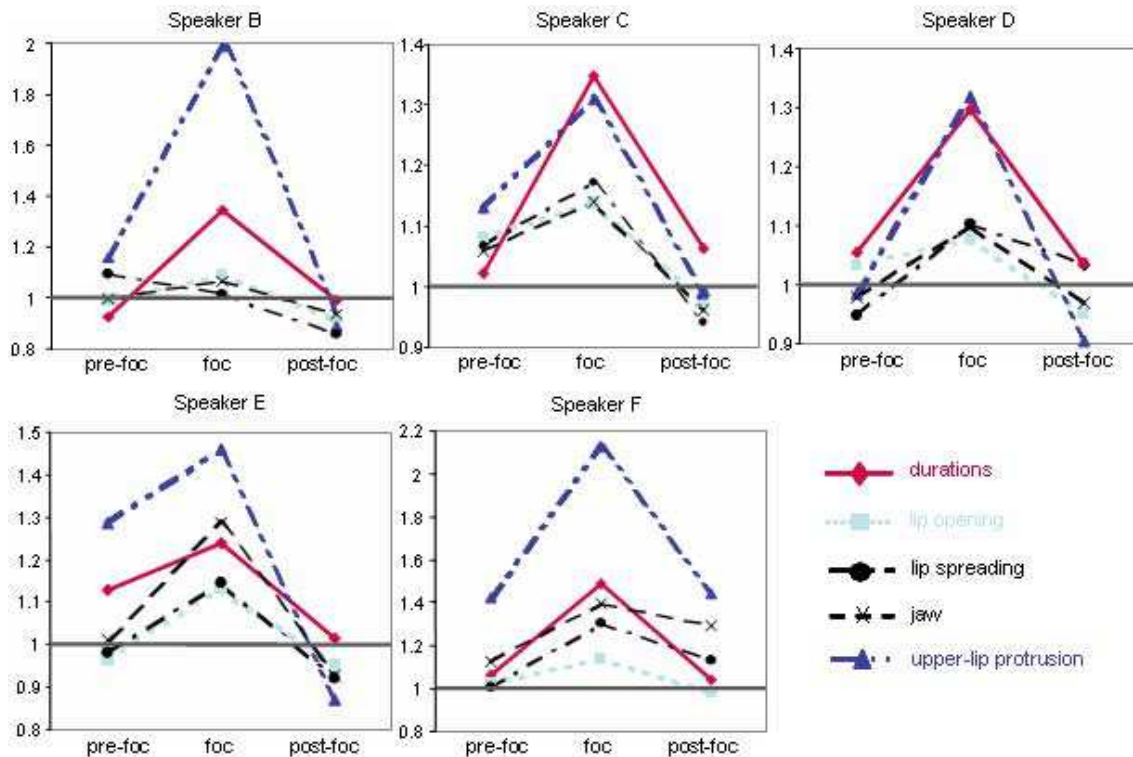 Speaker B
2
1.8
1.6
1.4
1.2
1
0.8
pre-foc foc post-foc
Speaker C
1.4
1.3
1.2
1.1
1
0.9
pre-foc foc post-foc
Speaker D
1.4
1.3
1.2
1.1
1
0.9
pre-foc foc post-foc
Speaker E
1.5
1.4
1.3
1.2
1.1
1
0.9
0.8
pre-foc foc post-foc
Speaker F
2.2
2
1.8
1.6
1.4
1.2
1
0.8
pre-foc foc post-foc
durations
lip opening
lip spreading
jaw
upper-lip protrusion